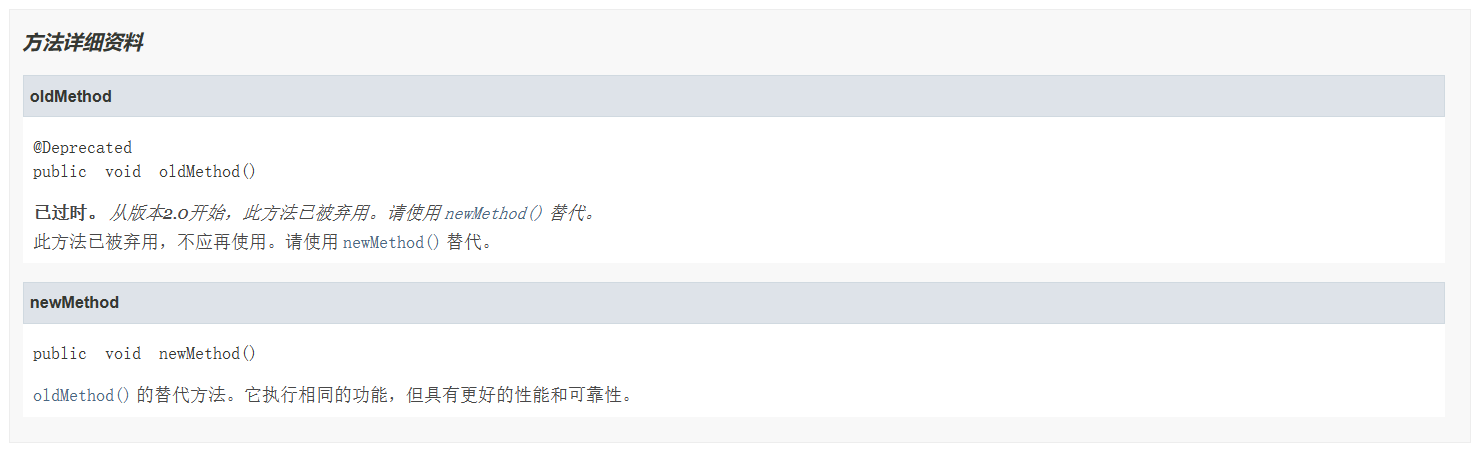 方法详细资料
oldMethod
@Deprecated
public void oldMethod()
已过时。 从版本2.0开始，此方法已被弃用。请使用 newMethod() 替代。
此方法已被弃用，不应再使用。请使用 newMethod() 替代。
newMethod
public void newMethod()
oldMethod() 的替代方法。它执行相同的功能，但具有更好的性能和可靠性。